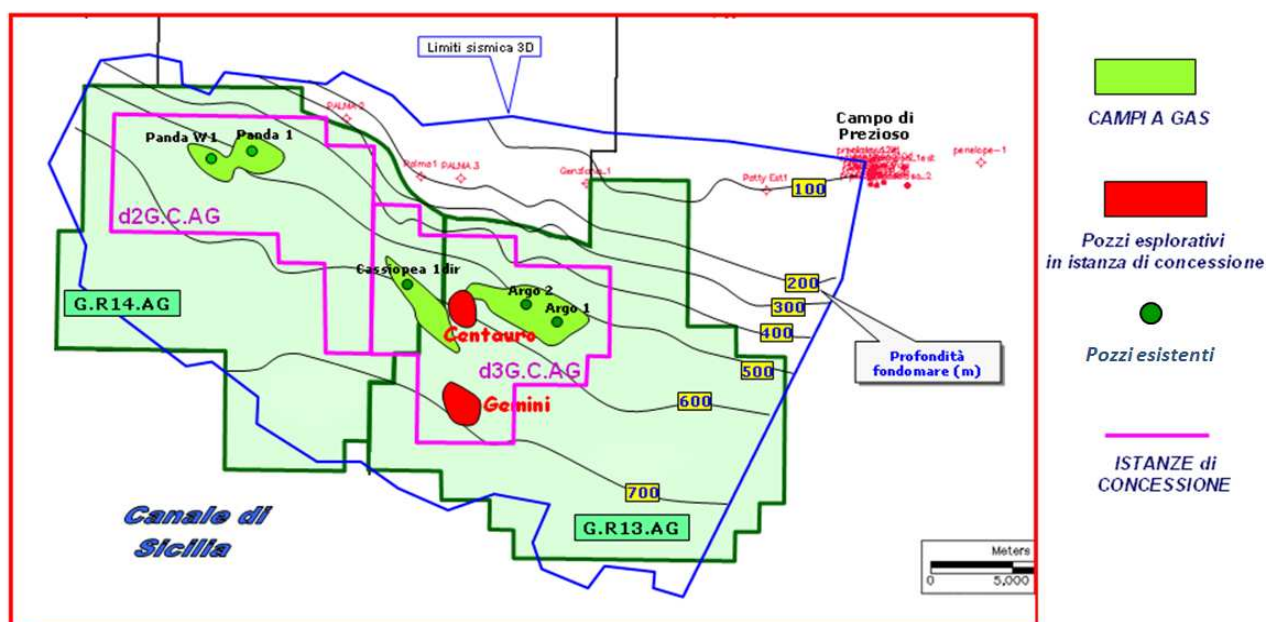 Limiti sismica 3D
PALMA 2
Campo di
Prezioso
CAMPI A GAS
Panda W1
Panda 1
penelope-1
Palma1
PALMA 3
Patty Est1
100
d2G.C.AG
Pozzi esplorativi
in istanza di concessione
Cassiopea 1dir
G.R14.AG
Argo 2
Argo 1
200
300
400
Centauro
Profondità
fondomare (m)
Pozzi esistenti
d3G.C.AG
500
600
Gemini
ISTANZE di
CONCESSIONE
700
Canale di
Sicilia
G.R13.AG
Meters
0
5,000